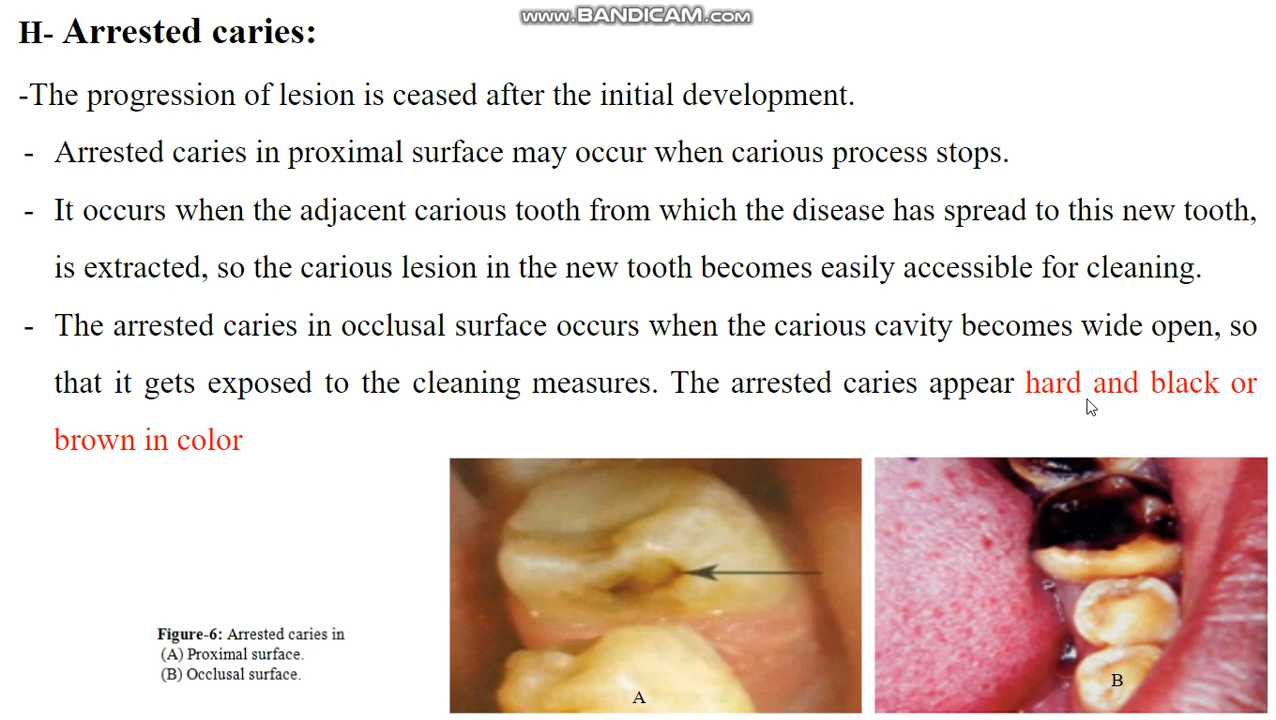 www.BANDICAM.com
H- Arrested caries:
-The progression of lesion is ceased after the initial development.
- Arrested caries in proximal surface may occur when carious process stops.
- It occurs when the adjacent carious tooth from which the disease has spread to this new tooth,
is extracted, so the carious lesion in the new tooth becomes easily accessible for cleaning.
- The arrested caries in occlusal surface occurs when the carious cavity becomes wide open, so
that it gets exposed to the cleaning measures. The arrested caries appear hard and black or
brown in color
Figure-6: Arrested caries in
(A) Proximal surface.
(B) Occlusal surface.
A
B